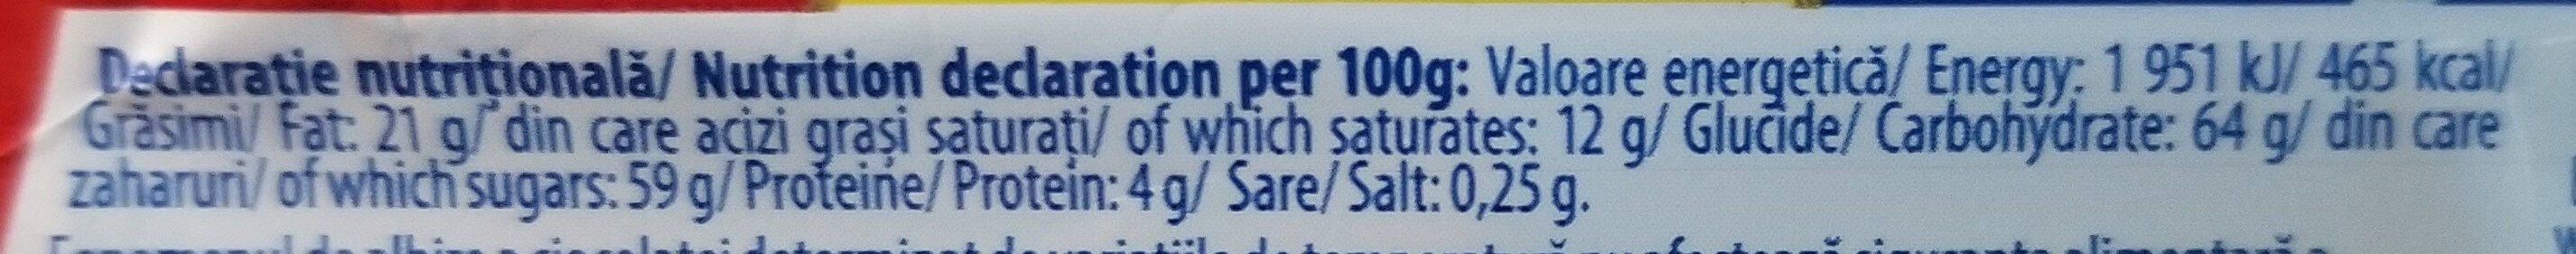 Declarație nutrițională/ Nutrition declaration per 100g: Valoare energetică/ Energy: 1 951 kJ/ 465 kcal/
Grăsimi/ Fat: 21 g/ din care acizi grași saturați/ of which saturates: 12 g/ Glucide/ Carbohydrate: 64 g/ din care
zaharuri/ of which sugars: 59 g/ Proteine/ Protein: 4 g/ Sare/ Salt: 0,25 g.